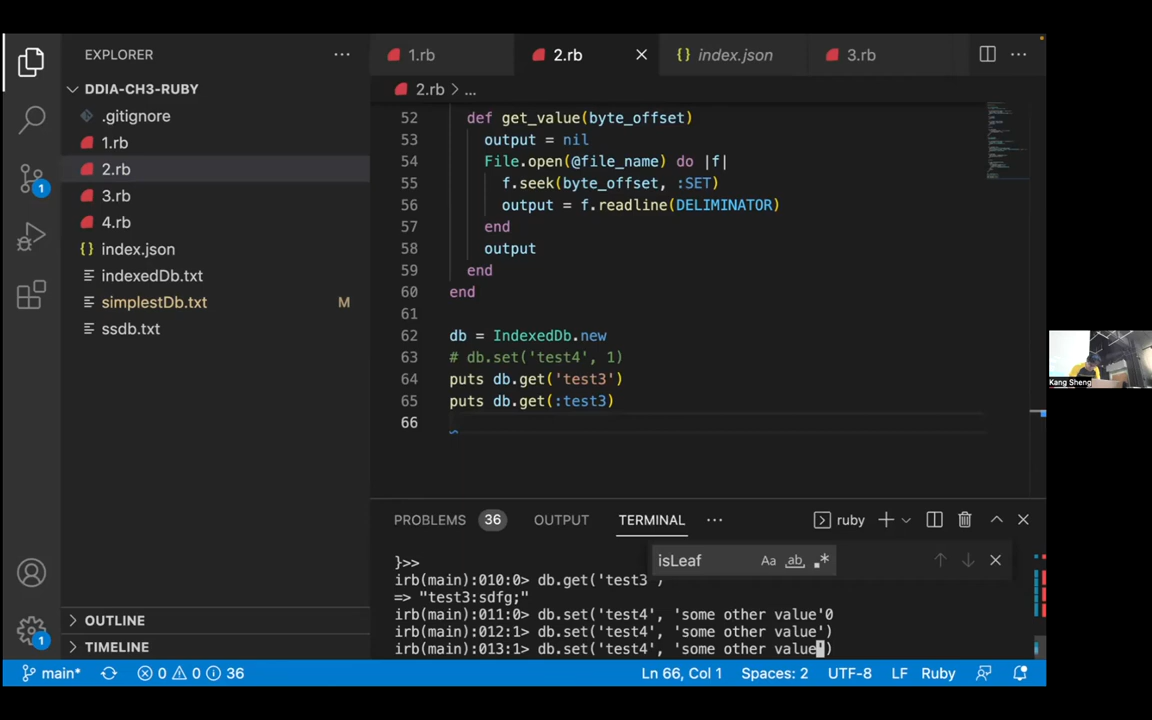 EXPLORER
DDIA-CH3-RUBY
.gitignore
1.rb
2.rb
3.rb
4.rb
index.json
indexedDb.txt
simplestDb.txt M
ssdb.txt
OUTLINE
TIMELINE
1
1
1.rb 2.rb index.json 3.rb
2.rb > ...
52 def get_value(byte_offset)
53 output = nil
54 File.open(@file_name) do |f|
55 f.seek(byte_offset, :SET)
56 output = f.readline(DELIMINATOR)
57 end
58 output
59 end
60 end
61
62 db = IndexedDb.new
63 # db.set('test4', 1)
64 puts db.get('test3')
65 puts db.get(:test3)
66
PROBLEMS 36 OUTPUT TERMINAL ... ruby
isLeaf Aa ab
}>>
irb(main):010:0> db.get('test3',
=> "test3:sdfg;"
irb(main):011:0> db.set('test4', 'some other value'0
irb(main):012:1> db.set('test4', 'some other value')
irb(main):013:1> db.set('test4', 'some other value')
main* 0 0 36 Ln 66, Col 1 Spaces: 2 UTF-8 LF Ruby
Kang Sheng